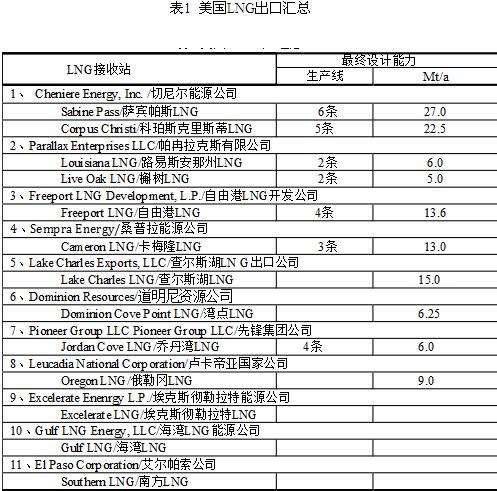 表1 美国LNG出口汇总
LNG接收站 最终设计能力
生产线 Mt/a
1、 Cheniere Energy, Inc. /切尼尔能源公司
Sabine Pass/萨宾帕斯LNG 6条 27.0
Corpus Christi/科珀斯克里斯蒂LNG 5条 22.5
2、Parallax Enterprises LLC/帕冉拉克斯有限公司
Louisiana LNG/路易斯安那州LNG 2条 6.0
Live Oak LNG/槲树LNG 2条 5.0
3、Freeport LNG Development, L.P./自由港LNG开发公司
Freeport LNG/自由港LNG 4条 13.6
4、Sempra Energy/桑普拉能源公司
Cameron LNG/卡梅隆LNG 3条 13.0
5、Lake Charles Exports, LLC/查尔斯湖LN G出口公司
Lake Charles LNG/查尔斯湖LNG 15.0
6、Dominion Resources/道明尼资源公司
Dominion Cove Point LNG/湾点LNG 6.25
7、Pioneer Group LLC Pioneer Group LLC/先锋集团公司
Jordan Cove LNG/乔丹湾LNG 4条 6.0
8、Leucadia National Corporation/卢卡帝亚国家公司
Oregon LNG/俄勒冈LNG 9.0
9、Excelerate Enenrgy L.P./埃克斯彻勒拉特能源公司
Excelerate LNG/埃克斯彻勒拉特LNG
10、Gulf LNG Energy, LLC/海湾LNG能源公司
Gulf LNG/海湾LNG
11、El Paso Corporation/艾尔帕索公司
Southern LNG/南方LNG